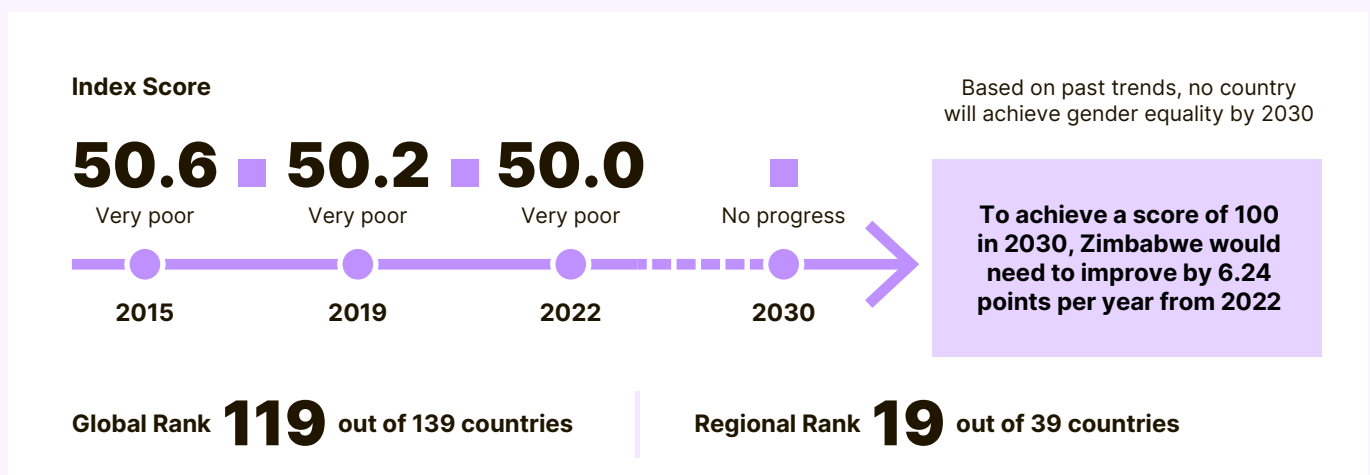 Index Score
50.6
50.2
50.0
Very poor
Very poor
Very poor
No progress
2015
2019
2022
2030
Based on past trends, no country
will achieve gender equality by 2030
To achieve a score of 100
in 2030, Zimbabwe would
need to improve by 6.24
points per year from 2022
Global Rank 119 out of 139 countries
Regional Rank 19 out of 39 countries